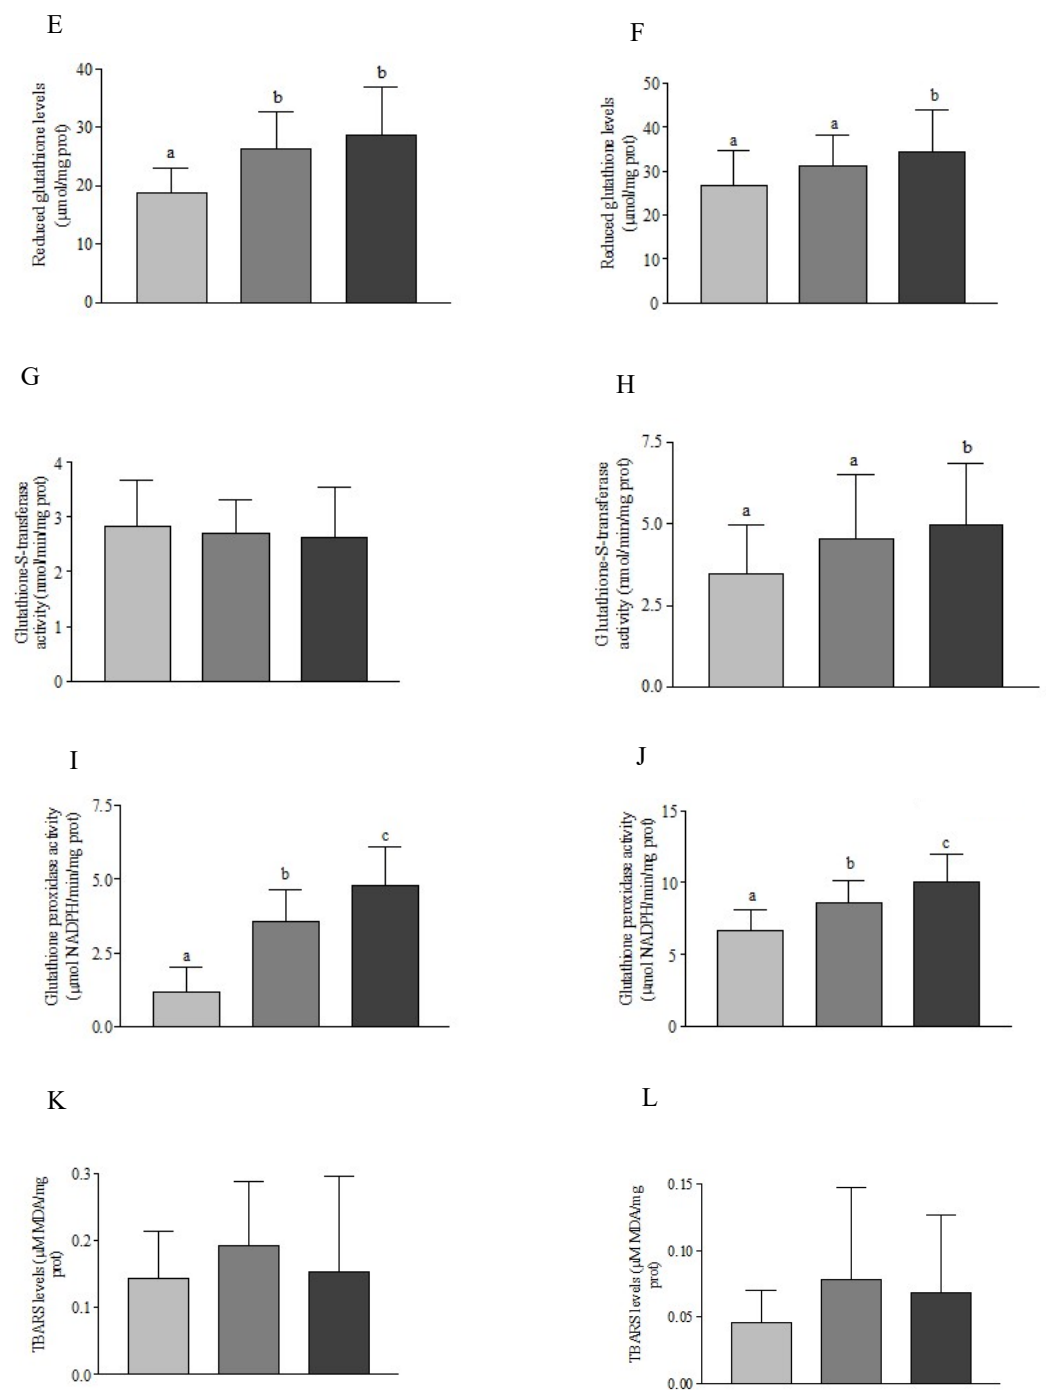 E
F
Reduced glutathione levels
(µmol/mg prot)
40
30
20
10
0
a
b
b
Reduced glutathione levels
(µmol/mg prot)
50
40
30
20
10
0
a
a
b
G
H
Glutathione-S-transferase
activity (nmol/min/mg prot)
4
3
2
1
0
Glutathione-S-transferase
activity (nmol/min/mg prot)
7.5
5.0
2.5
0.0
a
a
b
I
J
Glutathione peroxidase activity
(µmol NADPH/min/mg prot)
7.5
5.0
2.5
0.0
a
b
c
Glutathione peroxidase activity
(µmol NADPH/min/mg prot)
15
10
5
0
a
b
c
K
L
TBARS levels (µM MDA/mg
prot)
0.3
0.2
0.1
0.0
TBARS levels (µM MDA/mg
prot)
0.15
0.10
0.05
0.00